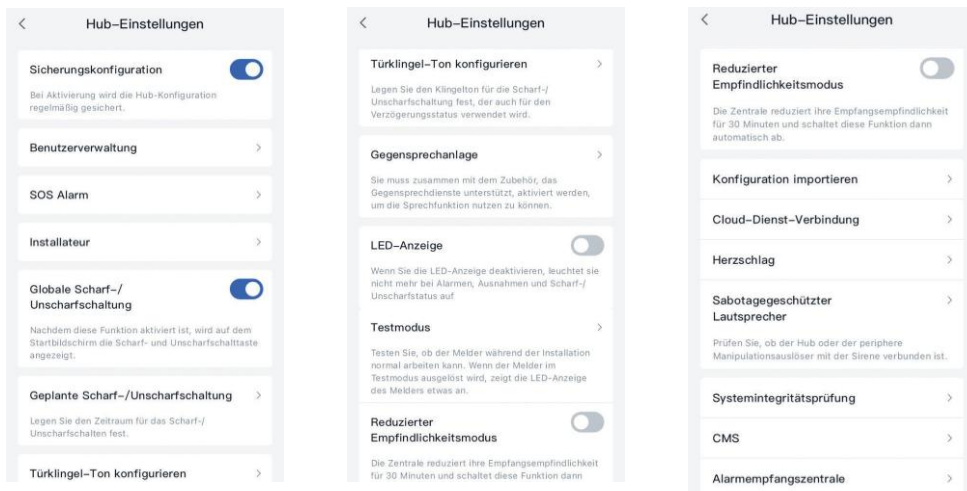 Hub-Einstellungen
Sicherungskonfiguration
Bei Aktivierung wird die Hub-Konfiguration
regelmäßig gesichert.
Benutzerverwaltung
SOS Alarm
Installateur
Globale Scharf-/
Unscharfschaltung
Nachdem diese Funktion aktiviert ist, wird auf dem
Startbildschirm die Scharf- und Unscharfschalttaste
angezeigt.
Geplante Scharf-/Unscharfschaltung
Legen Sie den Zeitraum für das Scharf-/
Unscharfschalten fest.
Türklingel-Ton konfigurieren
Hub-Einstellungen
Türklingel-Ton konfigurieren
Legen Sie den Klingelton für die Scharf-/
Unscharfschaltung fest, der auch für den
Verzögerungsstatus verwendet wird.
Gegensprechanlage
Sie muss zusammen mit dem Zubehör, das
Gegensprechdienste unterstützt, aktiviert werden,
um die Sprechfunktion nutzen zu können.
LED-Anzeige
Wenn Sie die LED-Anzeige deaktivieren, leuchtet sie
nicht mehr bei Alarmen, Ausnahmen und Scharf-/
Unscharfstatus auf
Testmodus
Testen Sie, ob der Melder während der Installation
normal arbeiten kann. Wenn der Melder im
Testmodus ausgelöst wird, zeigt die LED-Anzeige
des Melders etwas an.
Reduzierter
Empfindlichkeitsmodus
Die Zentrale reduziert ihre Empfangsempfindlichkeit
für 30 Minuten und schaltet diese Funktion dann
Hub-Einstellungen
Reduzierter
Empfindlichkeitsmodus
Die Zentrale reduziert ihre Empfangsempfindlichkeit
für 30 Minuten und schaltet diese Funktion dann
automatisch ab.
Konfiguration importieren
Cloud-Dienst-Verbindung
Herzschlag
Sabotagegeschützter
Lautsprecher
Prüfen Sie, ob der Hub oder der periphere
Manipulationsauslöser mit der Sirene verbunden ist.
Systemintegritätsprüfung
CMS
Alarmempfangszentrale